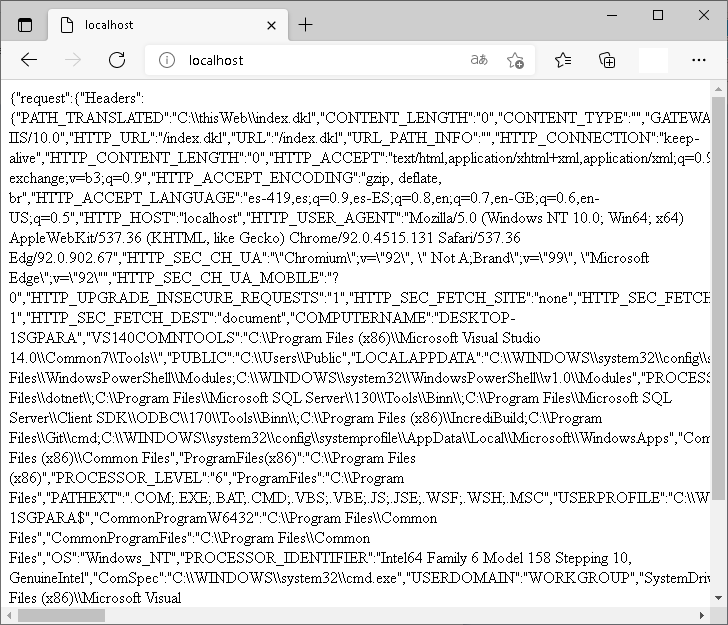 localhost
localhost
aあ
{"request":{"Headers":
{"PATH_TRANSLATED":"C:\\thisWeb\\index.dkl","CONTENT_LENGTH":"0","CONTENT_TYPE":"","GATEWA
IIS/10.0","HTTP_URL":"/index.dkl","URL":"/index.dkl","URL_PATH_INFO":"","HTTP_CONNECTION":"keep-
alive","HTTP_CONTENT_LENGTH":"0","HTTP_ACCEPT":"text/html,application/xhtml+xml,application/xml;q=0.9
exchange;v=b3;q=0.9","HTTP_ACCEPT_ENCODING":"gzip, deflate,
br","HTTP_ACCEPT_LANGUAGE":"es-419,es;q=0.9,es-ES;q=0.8,en;q=0.7,en-GB;q=0.6,en-
US;q=0.5","HTTP_HOST":"localhost","HTTP_USER_AGENT":"Mozilla/5.0 (Windows NT 10.0; Win64; x64)
AppleWebKit/537.36 (KHTML, like Gecko) Chrome/92.0.4515.131 Safari/537.36
Edg/92.0.902.67","HTTP_SEC_CH_UA":"\"Chromium\";v=\"92\", \" Not A;Brand\";v=\"99\", \"Microsoft
Edge\";v=\"92\"","HTTP_SEC_CH_UA_MOBILE":"?
0","HTTP_UPGRADE_INSECURE_REQUESTS":"1","HTTP_SEC_FETCH_SITE":"none","HTTP_SEC_FETCH
1","HTTP_SEC_FETCH_DEST":"document","COMPUTERNAME":"DESKTOP-
1SGPARA","VS140COMNTOOLS":"C:\\Program Files (x86)\\Microsoft Visual Studio
14.0\\Common7\\Tools\\","PUBLIC":"C:\\Users\\Public","LOCALAPPDATA":"C:\\WINDOWS\\system32\\config\\s
Files\\WindowsPowerShell\\Modules;C:\\WINDOWS\\system32\\WindowsPowerShell\\v1.0\\Modules","PROCESS
Files\\dotnet\\;C:\\Program Files\\Microsoft SQL Server\\130\\Tools\\Binn\\;C:\\Program Files\\Microsoft SQL
Server\\Client SDK\\ODBC\\170\\Tools\\Binn\\;C:\\Program Files (x86)\\IncrediBuild;C:\\Program
Files\\Git\\cmd;C:\\WINDOWS\\system32\\config\\systemprofile\\AppData\\Local\\Microsoft\\WindowsApps","Com
Files (x86)\\Common Files","ProgramFiles(x86)":"C:\\Program Files
(x86)","PROCESSOR_LEVEL":"6","ProgramFiles":"C:\\Program
Files","PATHEXT":".COM;.EXE;.BAT;.CMD;.VBS;.VBE;.JS;.JSE;.WSF;.WSH;.MSC","USERPROFILE":"C:\\W
1SGPARA$","CommonProgramW6432":"C:\\Program Files\\Common
Files","CommonProgramFiles":"C:\\Program Files\\Common
Files","OS":"Windows_NT","PROCESSOR_IDENTIFIER":"Intel64 Family 6 Model 158 Stepping 10,
GenuineIntel","ComSpec":"C:\\WINDOWS\\system32\\cmd.exe","USERDOMAIN":"WORKGROUP","SystemDriv
Files (x86)\\Microsoft Visual